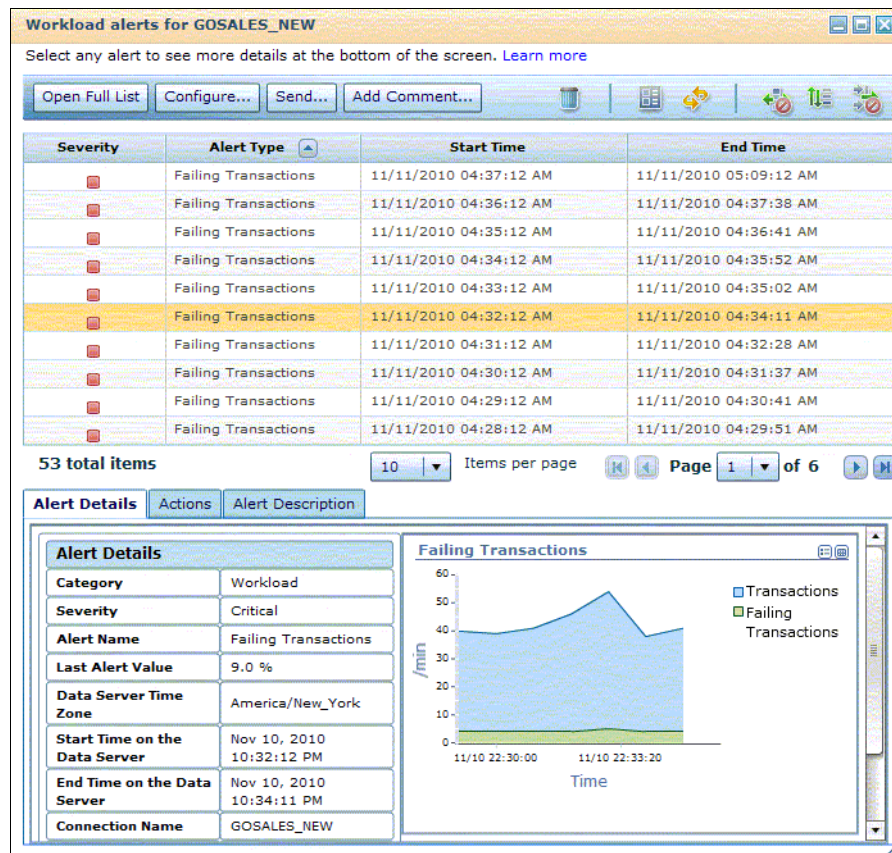 Workload alerts for GOSALES_NEW
Select any alert to see more details at the bottom of the screen. Learn more
Open Full List Configure... Send... Add Comment...
Severity Alert Type Start Time End Time
Failing Transactions 11/11/2010 04:37:12 AM 11/11/2010 05:09:12 AM
Failing Transactions 11/11/2010 04:36:12 AM 11/11/2010 04:37:38 AM
Failing Transactions 11/11/2010 04:35:12 AM 11/11/2010 04:36:41 AM
Failing Transactions 11/11/2010 04:34:12 AM 11/11/2010 04:35:52 AM
Failing Transactions 11/11/2010 04:33:12 AM 11/11/2010 04:35:02 AM
Failing Transactions 11/11/2010 04:32:12 AM 11/11/2010 04:34:11 AM
Failing Transactions 11/11/2010 04:31:12 AM 11/11/2010 04:32:28 AM
Failing Transactions 11/11/2010 04:30:12 AM 11/11/2010 04:31:37 AM
Failing Transactions 11/11/2010 04:29:12 AM 11/11/2010 04:30:41 AM
Failing Transactions 11/11/2010 04:28:12 AM 11/11/2010 04:29:51 AM
53 total items 10 Items per page Page 1 of 6
Alert Details Actions Alert Description
Alert Details
Category Workload
Severity Critical
Alert Name Failing Transactions
Last Alert Value 9.0 %
Data Server Time
Zone America/New_York
Start Time on the Nov 10, 2010
Data Server 10:32:12 PM
End Time on the Data Nov 10, 2010
Server 10:34:11 PM
Connection Name GOSALES_NEW
Failing Transactions
60
50
40
30
20
10
0
/min
11/10 22:30:00 11/10 22:33:20
Time
Transactions
Failing
Transactions